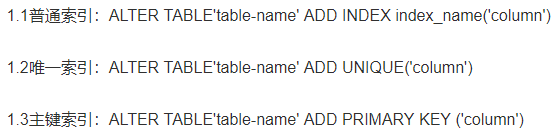 1.1普通索引：ALTER TABLE'table-name' ADD INDEX index_name('column')
1.2唯一索引：ALTER TABLE'table-name' ADD UNIQUE('column')
1.3主键索引：ALTER TABLE'table-name' ADD PRIMARY KEY ('column')